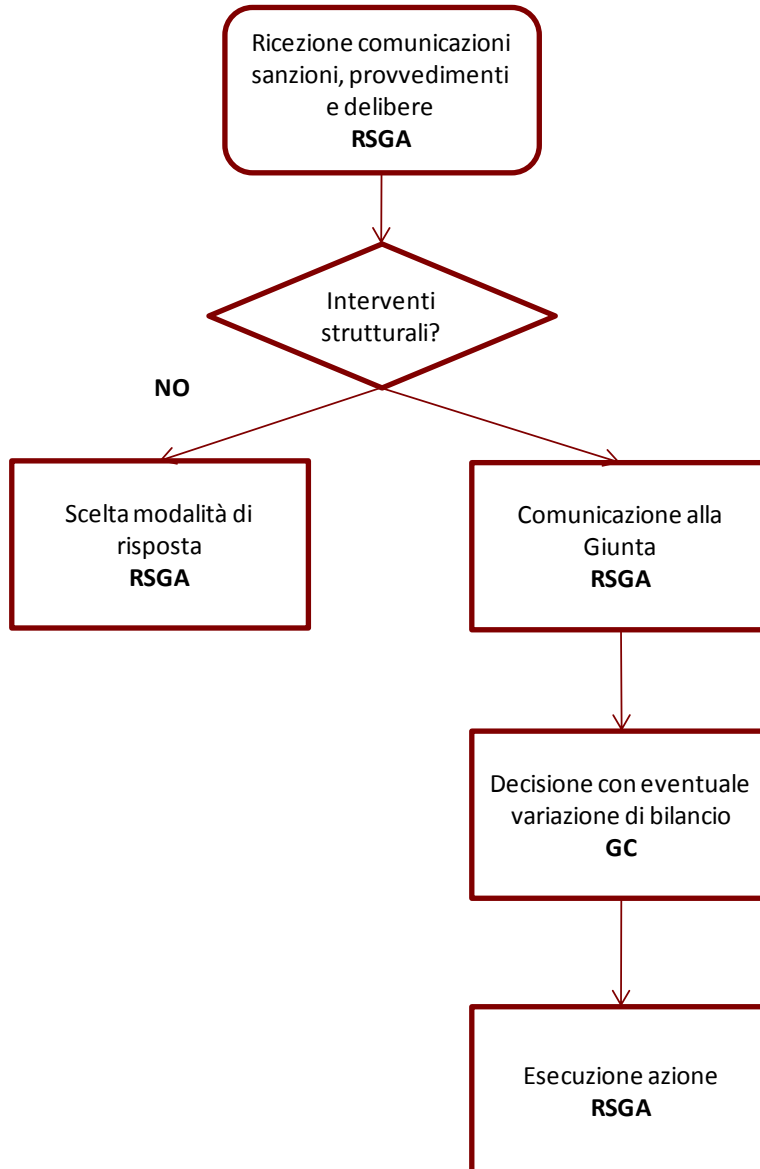 Ricezione comunicazioni
sanzioni, provvedimenti
e delibere
RSGA
Interventi
strutturali?
NO
Scelta modalità di
risposta
RSGA
Comunicazione alla
Giunta
RSGA
Decisione con eventuale
variazione di bilancio
GC
Esecuzione azione
RSGA